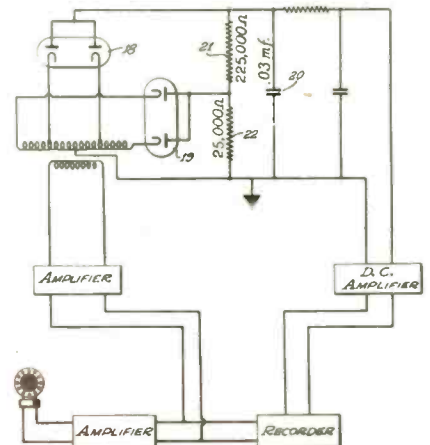 18
21
225,000Ω
.03 mf.
20
19
25,000Ω
22
AMPLIFIER
D. C.
AMPLIFIER
AMPLIFIER
RECORDER